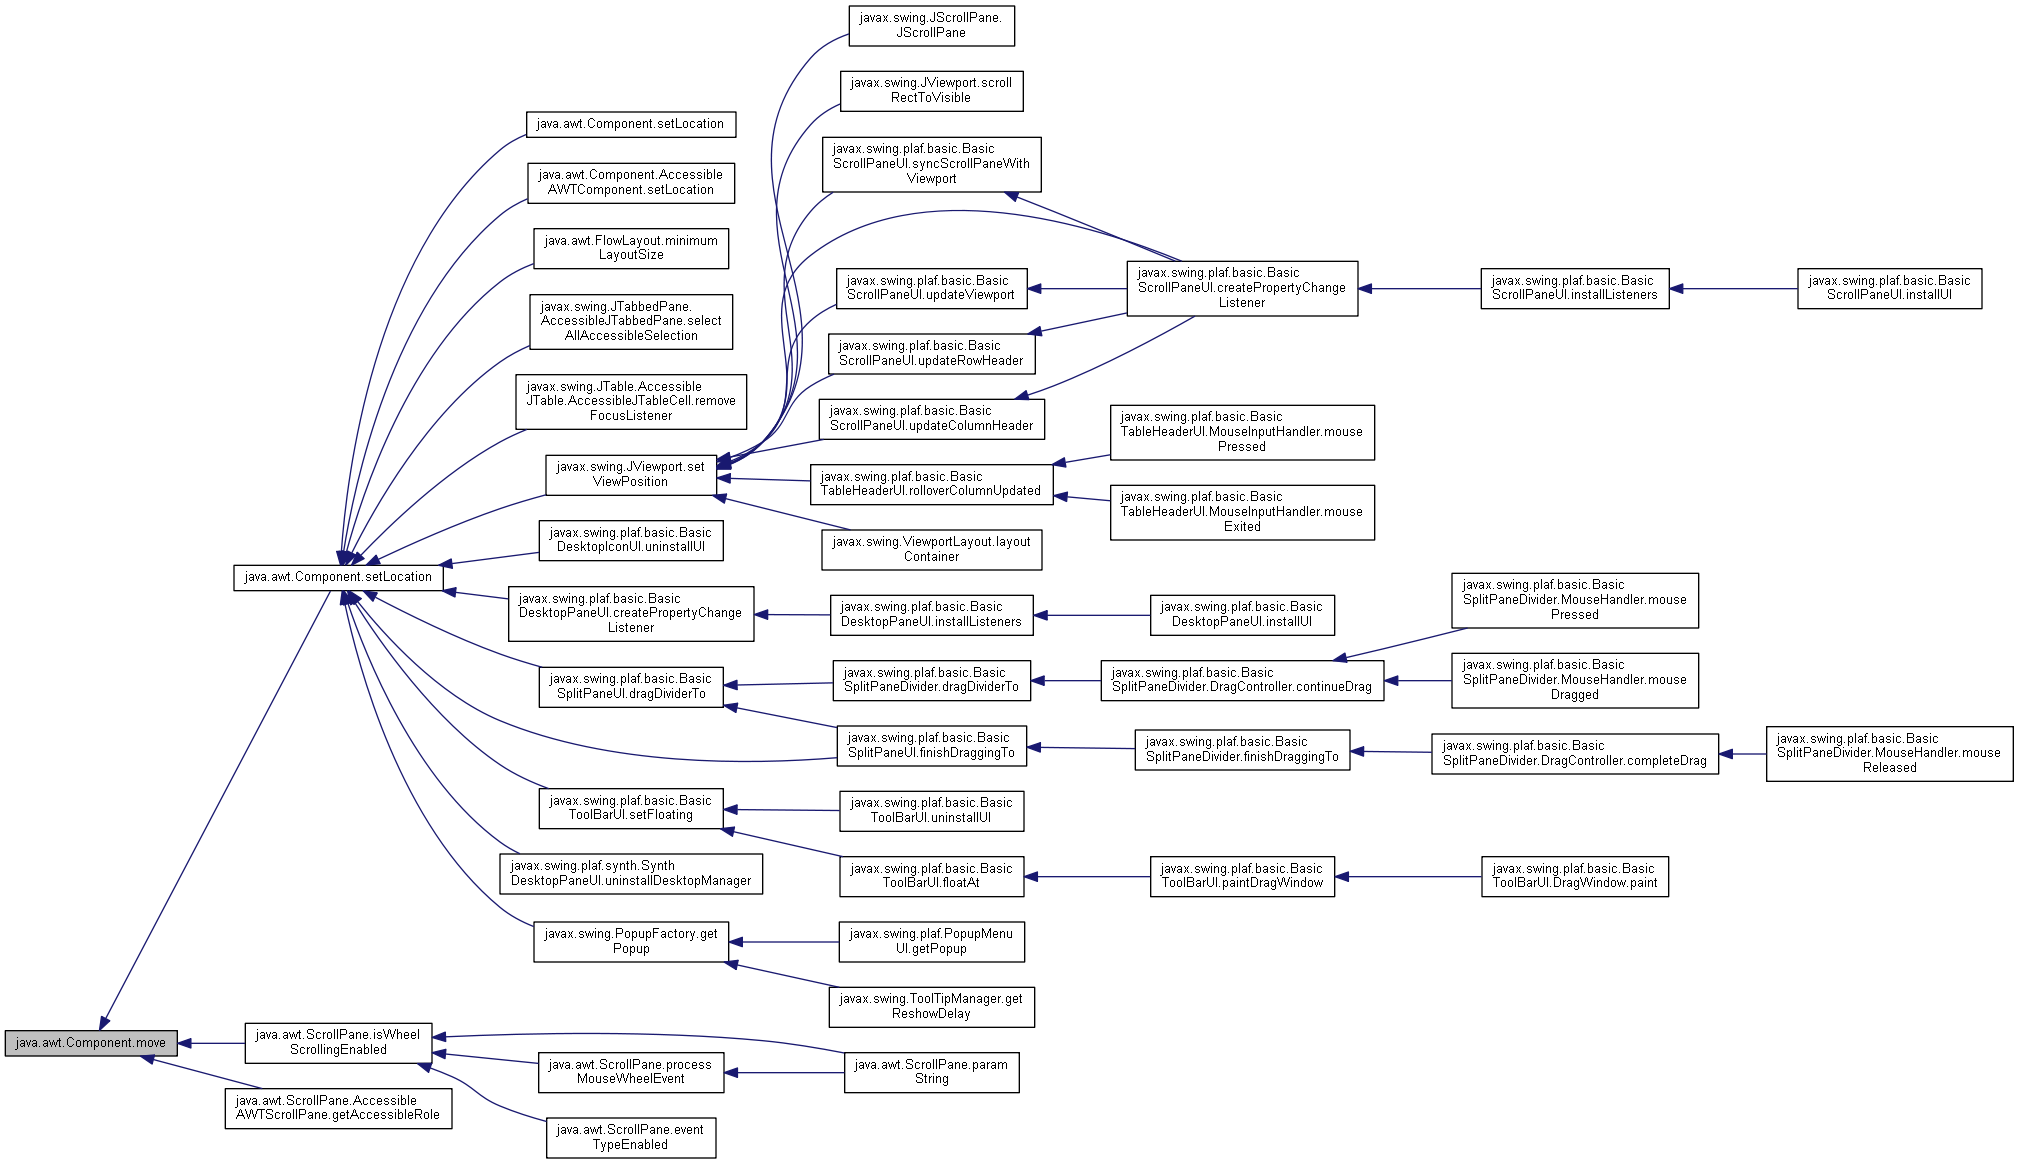 javax.swing.JScrollPane.
JScrollPane
javax.swing.JViewport.scroll
RectToVisible
java.awt.Component.setLocation
javax.swing.plaf.basic.Basic
ScrollPaneUI.syncScrollPaneWith
Viewport
java.awt.Component.Accessible
AWTComponent.setLocation
java.awt.FlowLayout.minimum
LayoutSize
javax.swing.plaf.basic.Basic
ScrollPaneUI.updateViewport
javax.swing.plaf.basic.Basic
ScrollPaneUI.createPropertyChange
Listener
javax.swing.plaf.basic.Basic
ScrollPaneUI.installListeners
javax.swing.plaf.basic.Basic
ScrollPaneUI.installUI
javax.swing.JTabbedPane.
AccessibleJTabbedPane.select
AllAccessibleSelection
javax.swing.plaf.basic.Basic
ScrollPaneUI.updateRowHeader
javax.swing.JTable.Accessible
JTable.AccessibleJTableCell.remove
FocusListener
javax.swing.plaf.basic.Basic
ScrollPaneUI.updateColumnHeader
javax.swing.plaf.basic.Basic
TableHeaderUI.MouseInputHandler.mouse
Pressed
javax.swing.JViewport.set
ViewPosition
javax.swing.plaf.basic.Basic
TableHeaderUI.rolloverColumnUpdated
javax.swing.plaf.basic.Basic
TableHeaderUI.MouseInputHandler.mouse
Exited
javax.swing.plaf.basic.Basic
DesktopIconUI.uninstallUI
javax.swing.ViewportLayout.layout
Container
java.awt.Component.setLocation
javax.swing.plaf.basic.Basic
DesktopPaneUI.createPropertyChange
Listener
javax.swing.plaf.basic.Basic
DesktopPaneUI.installListeners
javax.swing.plaf.basic.Basic
DesktopPaneUI.installUI
javax.swing.plaf.basic.Basic
SplitPaneDivider.MouseHandler.mouse
Pressed
javax.swing.plaf.basic.Basic
SplitPaneUI.dragDividerTo
javax.swing.plaf.basic.Basic
SplitPaneDivider.dragDividerTo
javax.swing.plaf.basic.Basic
SplitPaneDivider.DragController.continueDrag
javax.swing.plaf.basic.Basic
SplitPaneDivider.MouseHandler.mouse
Dragged
javax.swing.plaf.basic.Basic
SplitPaneUI.finishDraggingTo
javax.swing.plaf.basic.Basic
SplitPaneDivider.finishDraggingTo
javax.swing.plaf.basic.Basic
SplitPaneDivider.DragController.completeDrag
javax.swing.plaf.basic.Basic
SplitPaneDivider.MouseHandler.mouse
Released
javax.swing.plaf.basic.Basic
ToolBarUI.setFloating
javax.swing.plaf.basic.Basic
ToolBarUI.uninstallUI
javax.swing.plaf.synth.Synth
DesktopPaneUI.uninstallDesktopManager
javax.swing.plaf.basic.Basic
ToolBarUI.floatAt
javax.swing.plaf.basic.Basic
ToolBarUI.paintDragWindow
javax.swing.plaf.basic.Basic
ToolBarUI.DragWindow.paint
javax.swing.PopupFactory.get
Popup
javax.swing.plaf.PopupMenu
UI.getPopup
javax.swing.ToolTipManager.get
ReshowDelay
java.awt.Component.move
java.awt.ScrollPane.isWheel
ScrollingEnabled
java.awt.ScrollPane.process
MouseWheelEvent
java.awt.ScrollPane.param
String
java.awt.ScrollPane.Accessible
AWTScrollPane.getAccessibleRole
java.awt.ScrollPane.event
TypeEnabled